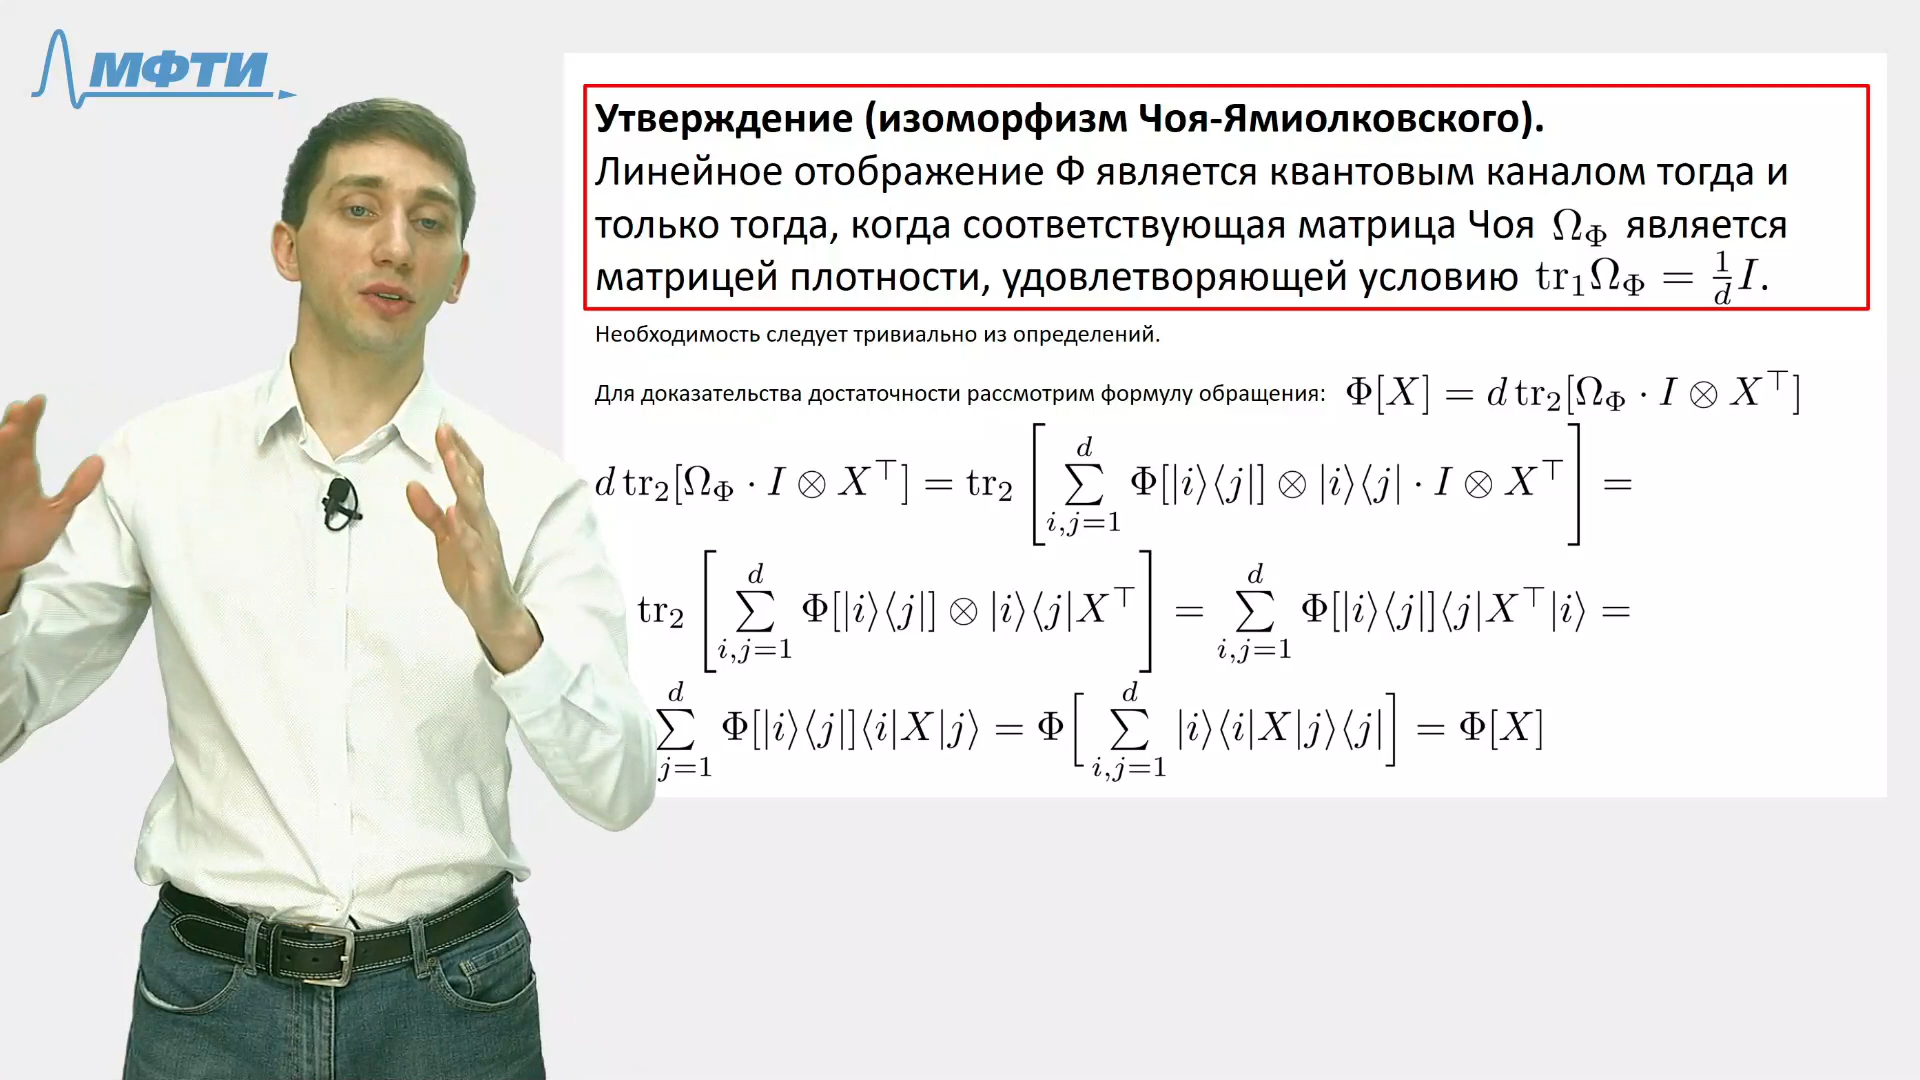 МФТИ
Утверждение (изоморфизм Чоя-Ямиолковского).
Линейное отображение Φ является квантовым каналом тогда и
только тогда, когда соответствующая матрица Чоя Ω_Φ является
матрицей плотности, удовлетворяющей условию tr₁Ω_Φ = 1/d I.
Необходимость следует тривиально из определений.
Для доказательства достаточности рассмотрим формулу обращения: Φ[X] = d tr₂[Ω_Φ · I ⊗ X^⊤]
d tr₂[Ω_Φ · I ⊗ X^⊤] = tr₂ [∑_{i,j=1}^{d} Φ[|i⟩⟨j|] ⊗ |i⟩⟨j| · I ⊗ X^⊤] =
tr₂ [∑_{i,j=1}^{d} Φ[|i⟩⟨j|] ⊗ |i⟩⟨j|X^⊤] = ∑_{i,j=1}^{d} Φ[|i⟩⟨j|]⟨j|X^⊤|i⟩ =
∑_{j=1}^{d} Φ[|i⟩⟨j|]⟨i|X|j⟩ = Φ[∑_{i,j=1}^{d} |i⟩⟨i|X|j⟩⟨j|] = Φ[X]